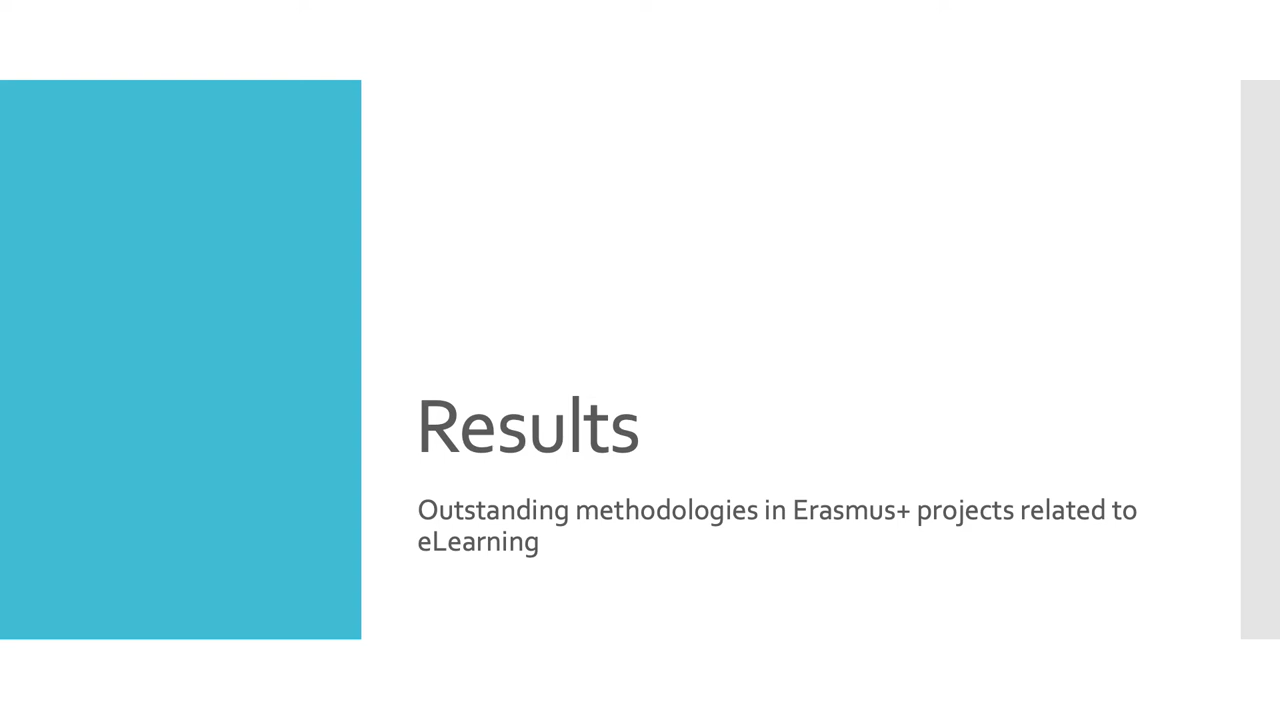 Results
Outstanding methodologies in Erasmus+ projects related to
eLearning